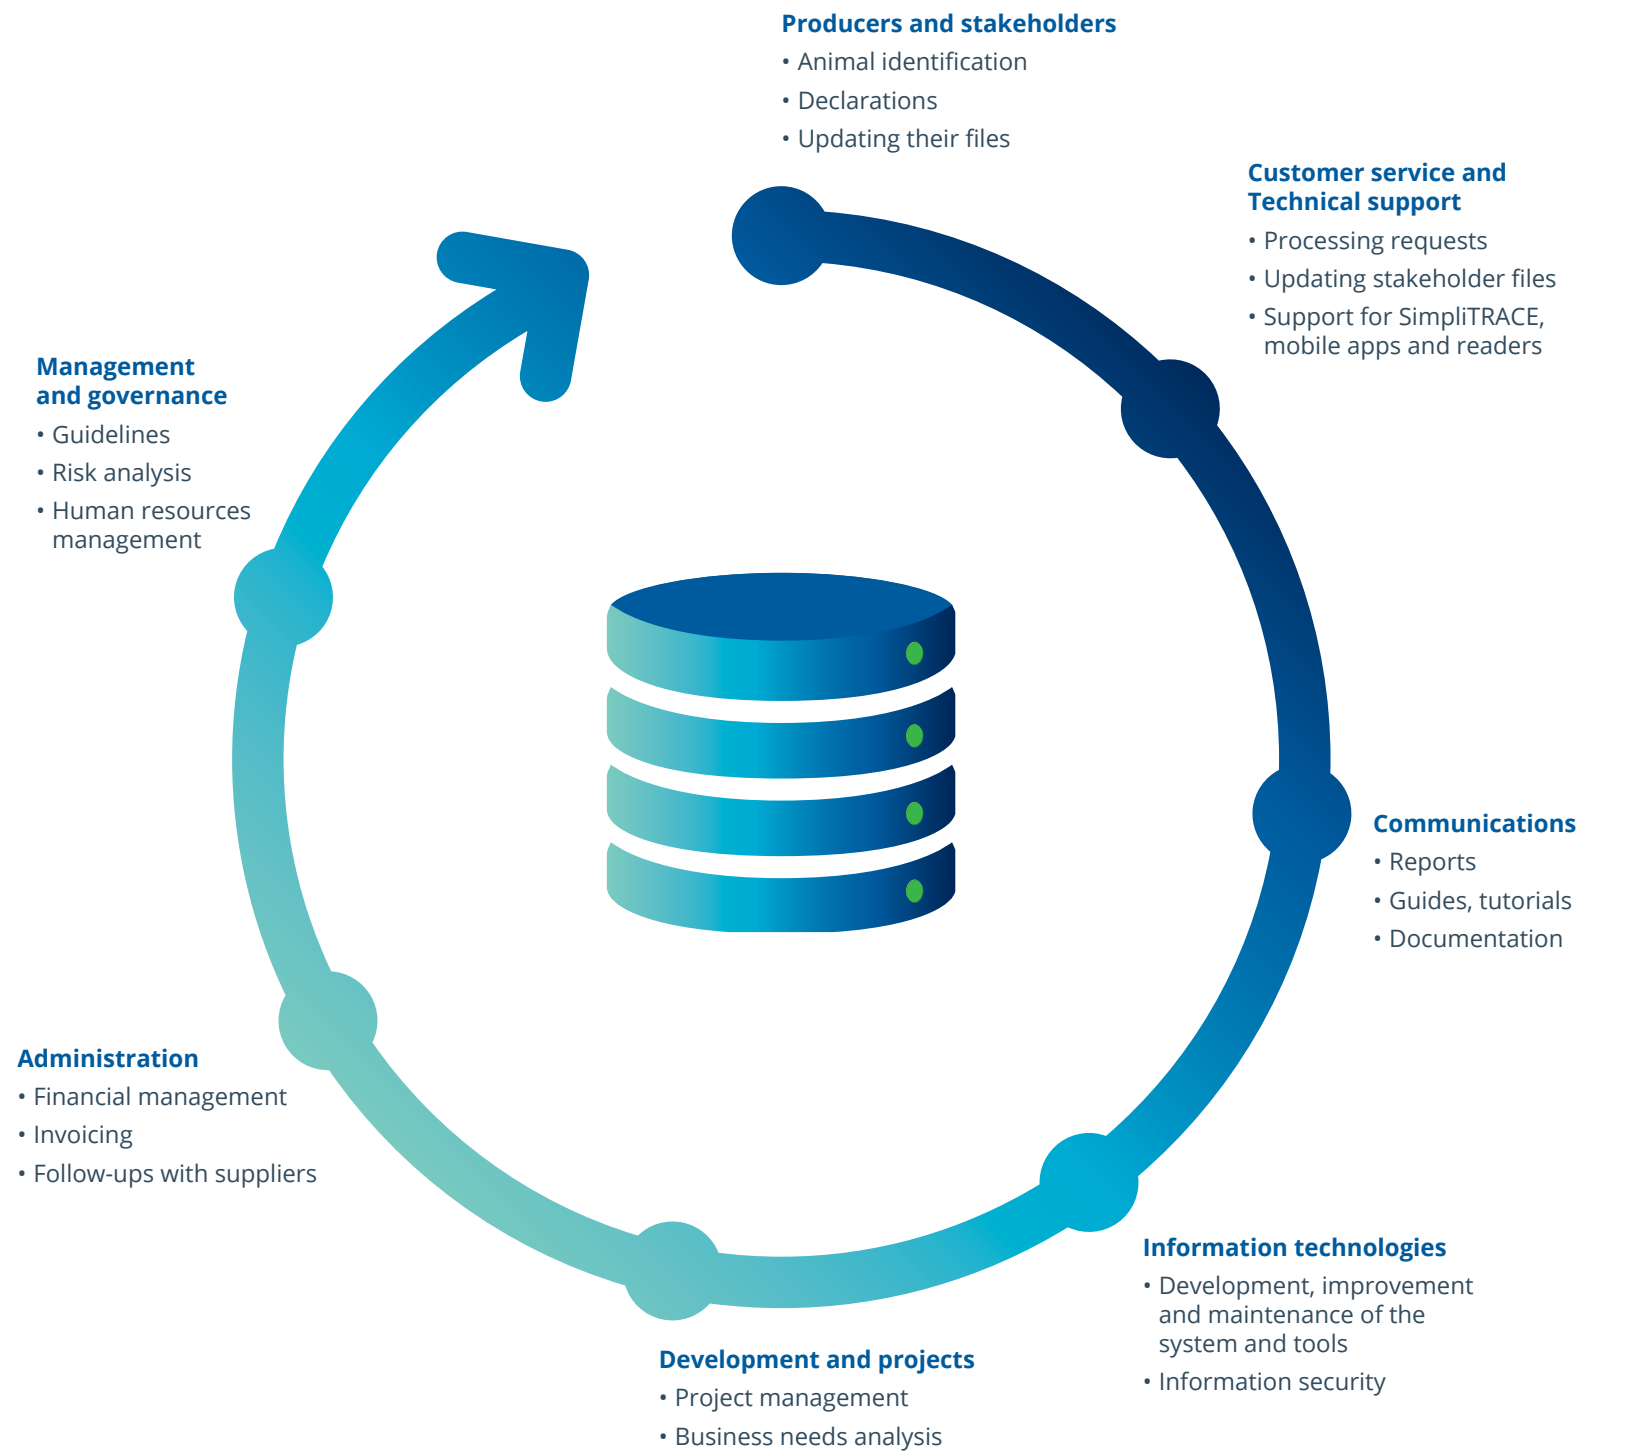 Producers and stakeholders
• Animal identification
• Declarations
• Updating their files
Customer service and
Technical support
• Processing requests
• Updating stakeholder files
• Support for SimpliTRACE,
mobile apps and readers
Communications
• Reports
• Guides, tutorials
• Documentation
Information technologies
• Development, improvement
and maintenance of the
system and tools
• Information security
Development and projects
• Project management
• Business needs analysis
Administration
• Financial management
• Invoicing
• Follow-ups with suppliers
Management
and governance
• Guidelines
• Risk analysis
• Human resources
management